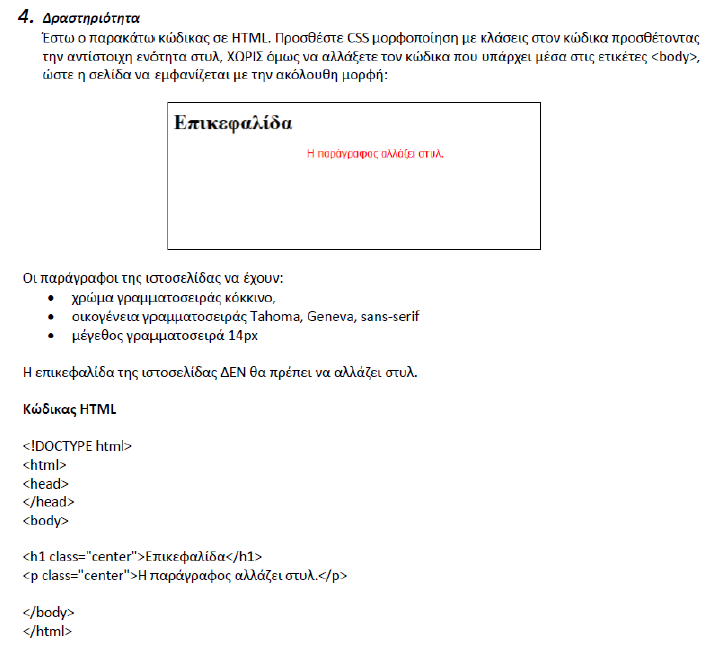 4. Δραστηριότητα
Έστω ο παρακάτω κώδικας σε HTML. Προσθέστε CSS μορφοποίηση με κλάσεις στον κώδικα προσθέτοντας
την αντίστοιχη ενότητα στυλ, ΧΩΡΙΣ όμως να αλλάξετε τον κώδικα που υπάρχει μέσα στις ετικέτες <body>,
ώστε η σελίδα να εμφανίζεται με την ακόλουθη μορφή:
Επικεφαλίδα
Η παράγραφος αλλάζει στυλ.
Οι παράγραφοι της ιστοσελίδας να έχουν:
• χρώμα γραμματοσειράς κόκκινο,
• οικογένεια γραμματοσειράς Tahoma, Geneva, sans-serif
• μέγεθος γραμματοσειρά 14px
Η επικεφαλίδα της ιστοσελίδας ΔΕΝ θα πρέπει να αλλάζει στυλ.
Κώδικας HTML
<!DOCTYPE html>
<html>
<head>
</head>
<body>
<h1 class="center">Επικεφαλίδα</h1>
<p class="center">Η παράγραφος αλλάζει στυλ.</p>
</body>
</html>